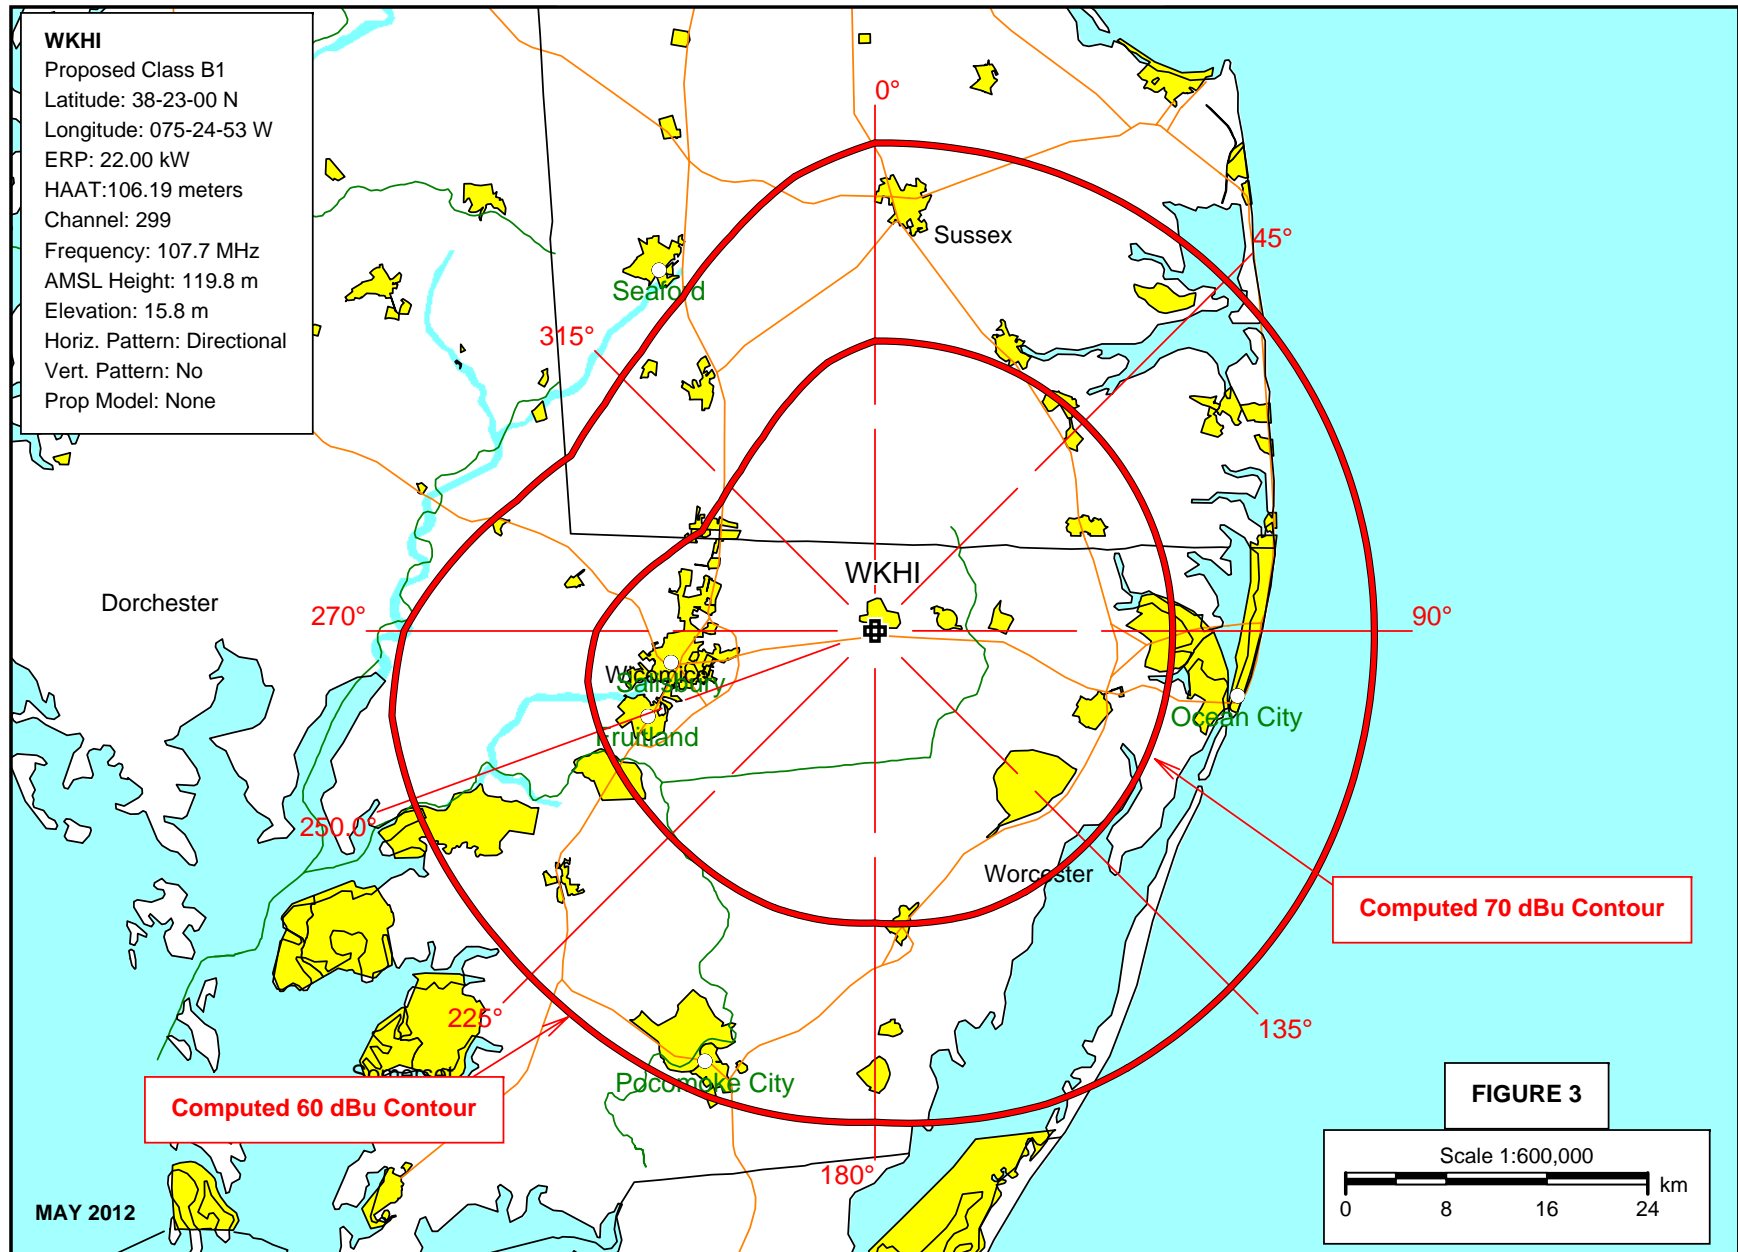 WKHI
Proposed Class B1
Latitude: 38-23-00 N
Longitude: 075-24-53 W
ERP: 22.00 kW
HAAT:106.19 meters
Channel: 299
Frequency: 107.7 MHz
AMSL Height: 119.8 m
Elevation: 15.8 m
Horiz. Pattern: Directional
Vert. Pattern: No
Prop Model: None
0°
Sussex
45°
Seaford
315°
WKHI
Dorchester
270°
90°
Wicomico
Salisbury
Ocean City
Fruitland
250.0°
Worcester
Computed 70 dBu Contour
225°
135°
Somerset
Pocomoke City
Computed 60 dBu Contour
FIGURE 3
180°
Scale 1:600,000
km
0 8 16 24
MAY 2012